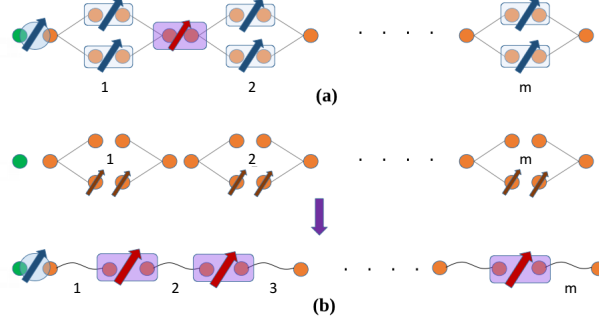 1 2 . . . . m
(a)
1 2 . . . . m
1 2 3 . . . . m
(b)